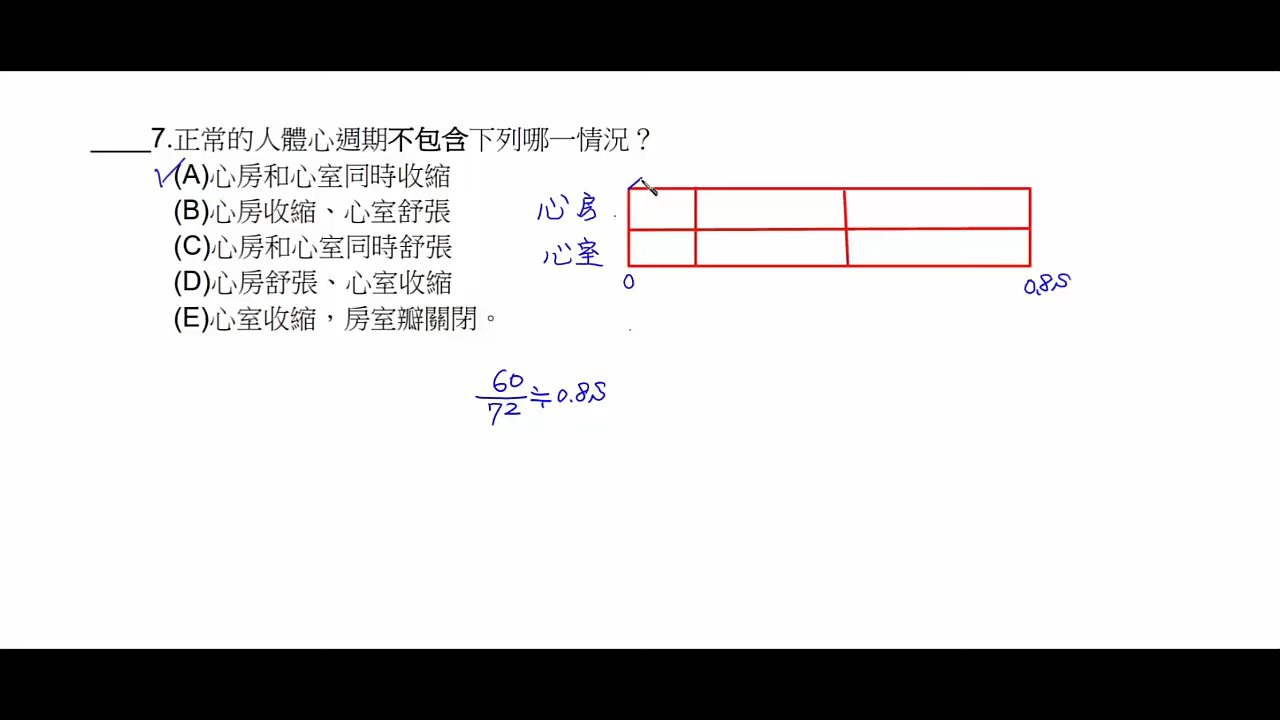 ____7.正常的人體心週期不包含下列哪一情況？
✓(A)心房和心室同時收縮
(B)心房收縮、心室舒張
(C)心房和心室同時舒張
(D)心房舒張、心室收縮
(E)心室收縮，房室瓣關閉。
心房
心室
0
0.8S
60/72≒0.8S